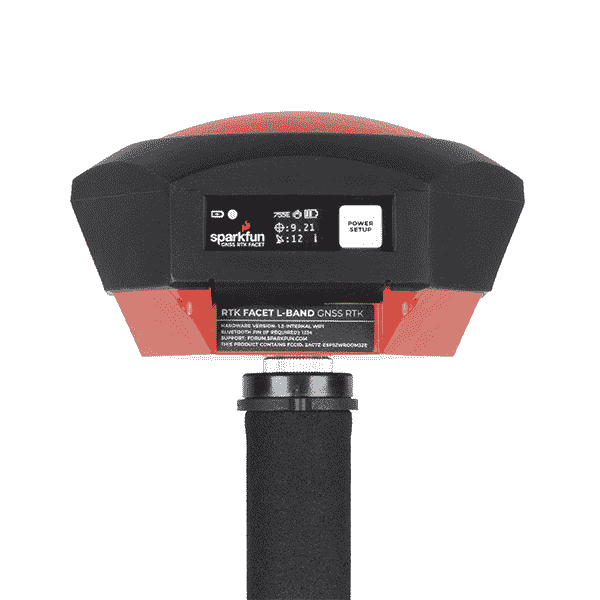 755E
:9.21
:12
sparkfun
GNSS RTK FACET
POWER
SETUP
RTK FACET L-BAND GNSS RTK
HARDWARE VERSION: 1.3 INTERNAL WIFI
BLUETOOTH PIN (IF REQUIRED): 1234
SUPPORT: FORUM.SPARKFUN.COM
THIS PRODUCT CONTAINS FCCID: 2AC7Z-ESP32WROOM32E